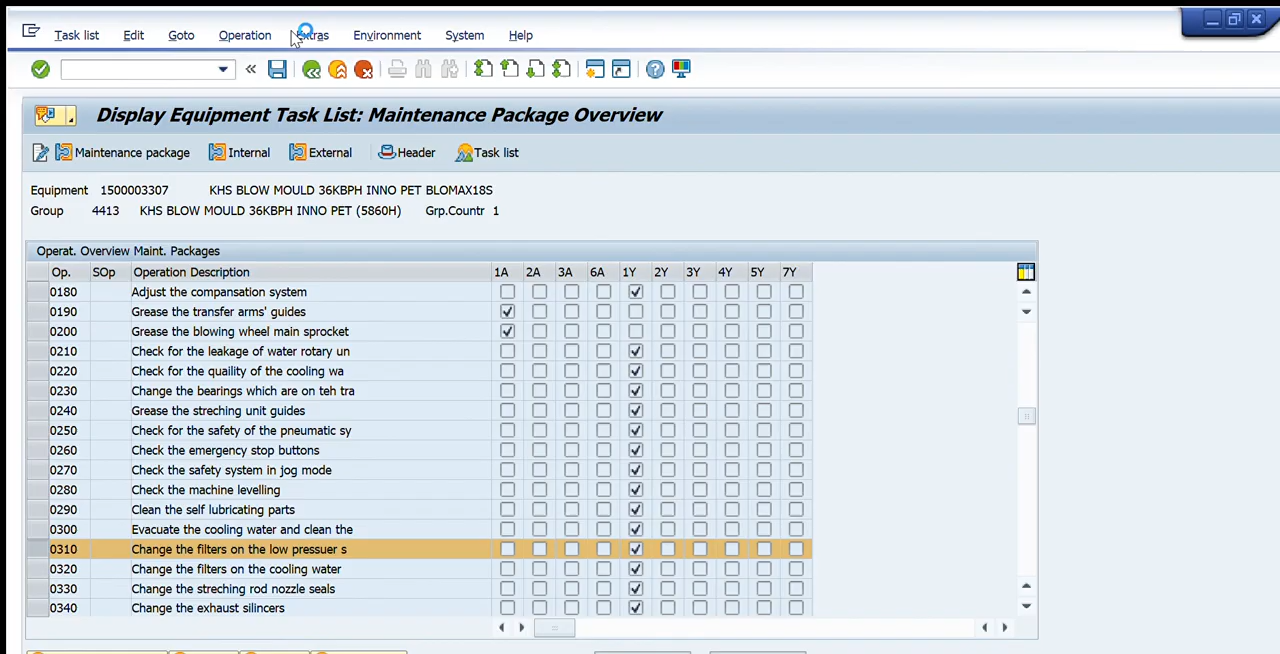 Task list Edit Goto Operation Extras Environment System Help
Display Equipment Task List: Maintenance Package Overview
Maintenance package Internal External Header Task list
Equipment 1500003307 KHS BLOW MOULD 36KBPH INNO PET BLOMAX18S
Group 4413 KHS BLOW MOULD 36KBPH INNO PET (5860H) Grp.Countr 1
Operat. Overview Maint. Packages
Op. SOp Operation Description 1A 2A 3A 6A 1Y 2Y 3Y 4Y 5Y 7Y
0180 Adjust the compansation system
0190 Grease the transfer arms' guides
0200 Grease the blowing wheel main sprocket
0210 Check for the leakage of water rotary un
0220 Check for the quaility of the cooling wa
0230 Change the bearings which are on teh tra
0240 Grease the streching unit guides
0250 Check for the safety of the pneumatic sy
0260 Check the emergency stop buttons
0270 Check the safety system in jog mode
0280 Check the machine levelling
0290 Clean the self lubricating parts
0300 Evacuate the cooling water and clean the
0310 Change the filters on the low pressuer s
0320 Change the filters on the cooling water
0330 Change the streching rod nozzle seals
0340 Change the exhaust silincers